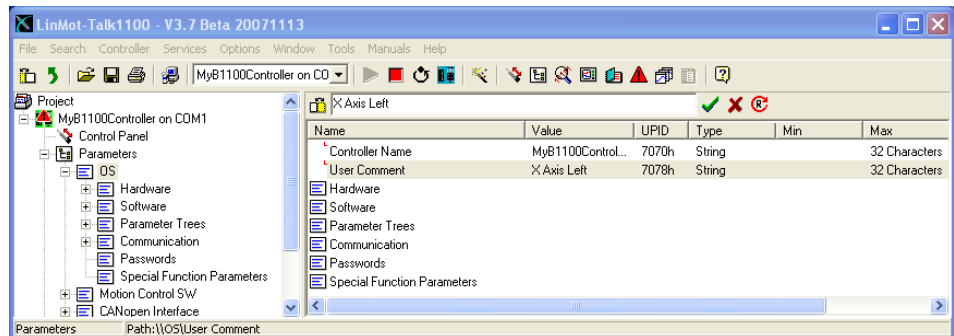 LinMot-Talk1100 - V3.7 Beta 20071113
File Search Controller Services Options Window Tools Manuals Help
MyB1100Controller on CO
Project
MyB1100Controller on COM1
Control Panel
Parameters
OS
Hardware
Software
Parameter Trees
Communication
Passwords
Special Function Parameters
Motion Control SW
CANopen Interface
X Axis Left
Name Value UPID Type Min Max
Controller Name MyB1100Control... 7070h String 32 Characters
User Comment X Axis Left 7078h String 32 Characters
Hardware
Software
Parameter Trees
Communication
Passwords
Special Function Parameters
Parameters Path:\\OS\User Comment